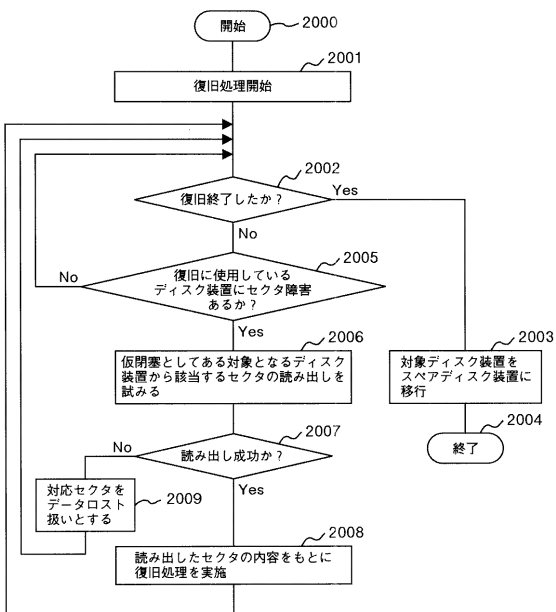 開始
2000
2001
復旧処理開始
2002
復旧終了したか？
Yes
No
2005
復旧に使用している
ディスク装置にセクタ障害
あるか？
No
Yes
2006
仮閉塞としてある対象となるディスク
装置から該当するセクタの読み出しを
試みる
2003
対象ディスク装置を
スペアディスク装置に
移行
2004
終了
2007
読み出し成功か？
No
Yes
対応セクタを
データロスト
扱いとする
2009
2008
読み出したセクタの内容をもとに
復旧処理を実施